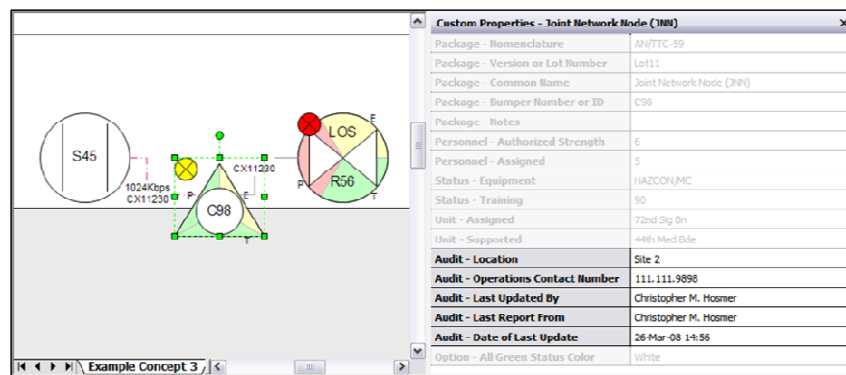 Custom Properties - Joint Network Node (JNN)
Package - Nomenclature AN/TTC-59
Package - Version or Lot Number Lot11
Package - Common Name Joint Network Node (JNN)
Package - Bumper Number or ID C98
Package - Notes
Personnel - Authorized Strength 6
Personnel - Assigned 5
Status - Equipment HAZCON/MC
Status - Training 90
Unit - Assigned 72nd Sig Bn
Unit - Supported 44th Med Bde
Audit - Location Site 2
Audit - Operations Contact Number 111.111.9898
Audit - Last Updated By Christopher M. Hosmer
Audit - Last Report From Christopher M. Hosmer
Audit - Date of Last Update 26-Mar-08 14:56
Option - All Green Status Color White
S45
1024Kbps
CX11230
CX11230
P
E
C98
T
LOS
E
R56
P
T
Example Concept 3